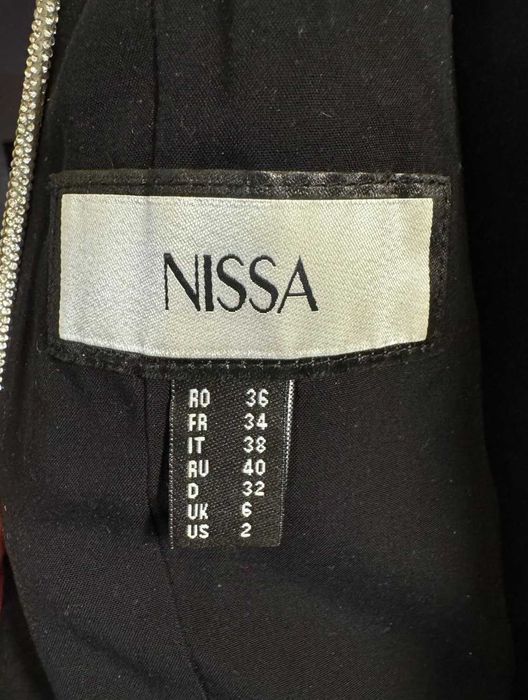 NISSA
RO 36
FR 34
IT 38
RU 40
D 32
UK 6
US 2